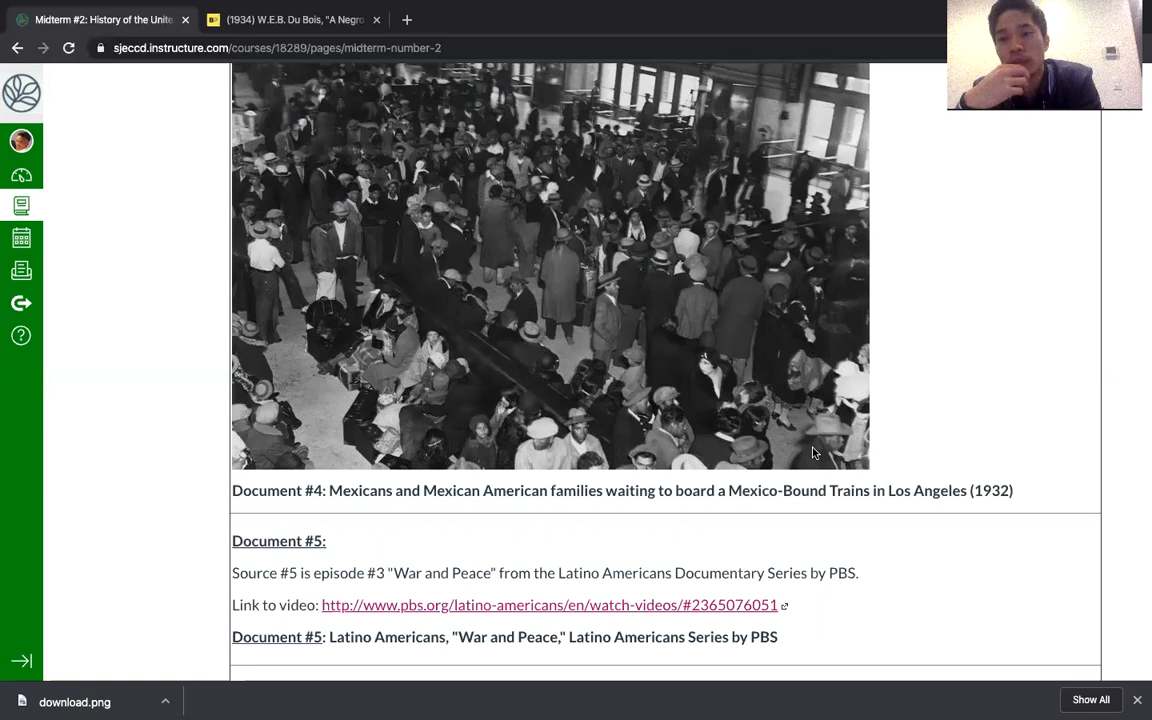 Midterm #2: History of the Unite
(1934) W.E.B. Du Bois, "A Negro
sjeccd.instructure.com/courses/18289/pages/midterm-number-2
Document #4: Mexicans and Mexican American families waiting to board a Mexico-Bound Trains in Los Angeles (1932)
Document #5:
Source #5 is episode #3 "War and Peace" from the Latino Americans Documentary Series by PBS.
Link to video: http://www.pbs.org/latino-americans/en/watch-videos/#2365076051
Document #5: Latino Americans, "War and Peace," Latino Americans Series by PBS
download.png
Show All